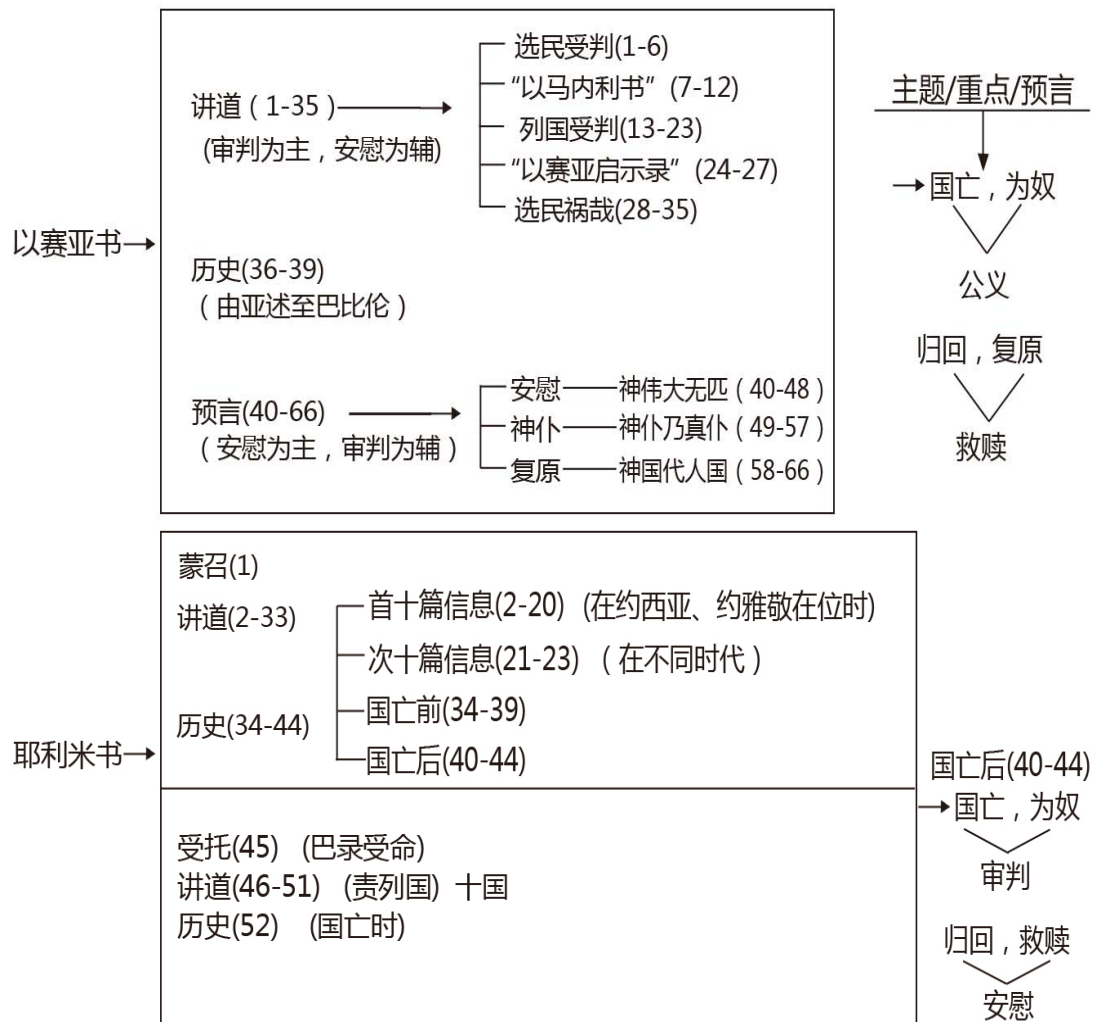 以赛亚书
讲道（1-35）
(审判为主，安慰为辅)
选民受判(1-6)
“以马内利书”(7-12)
列国受判(13-23)
“以赛亚启示录”(24-27)
选民祸哉(28-35)
历史(36-39)
（由亚述至巴比伦）
预言(40-66)
（安慰为主，审判为辅）
安慰 神伟大无匹（40-48）
神仆 神仆乃真仆（49-57）
复原 神国代人国（58-66）
主题/重点/预言
国亡，为奴
公义
归回，复原
救赎
耶利米书
蒙召(1)
讲道(2-33)
首十篇信息(2-20) (在约西亚、约雅敬在位时)
次十篇信息(21-23) （在不同时代）
历史(34-44)
国亡前(34-39)
国亡后(40-44)
受托(45) (巴录受命)
讲道(46-51) (责列国) 十国
历史(52) (国亡时)
国亡后(40-44)
国亡，为奴
审判
归回，救赎
安慰